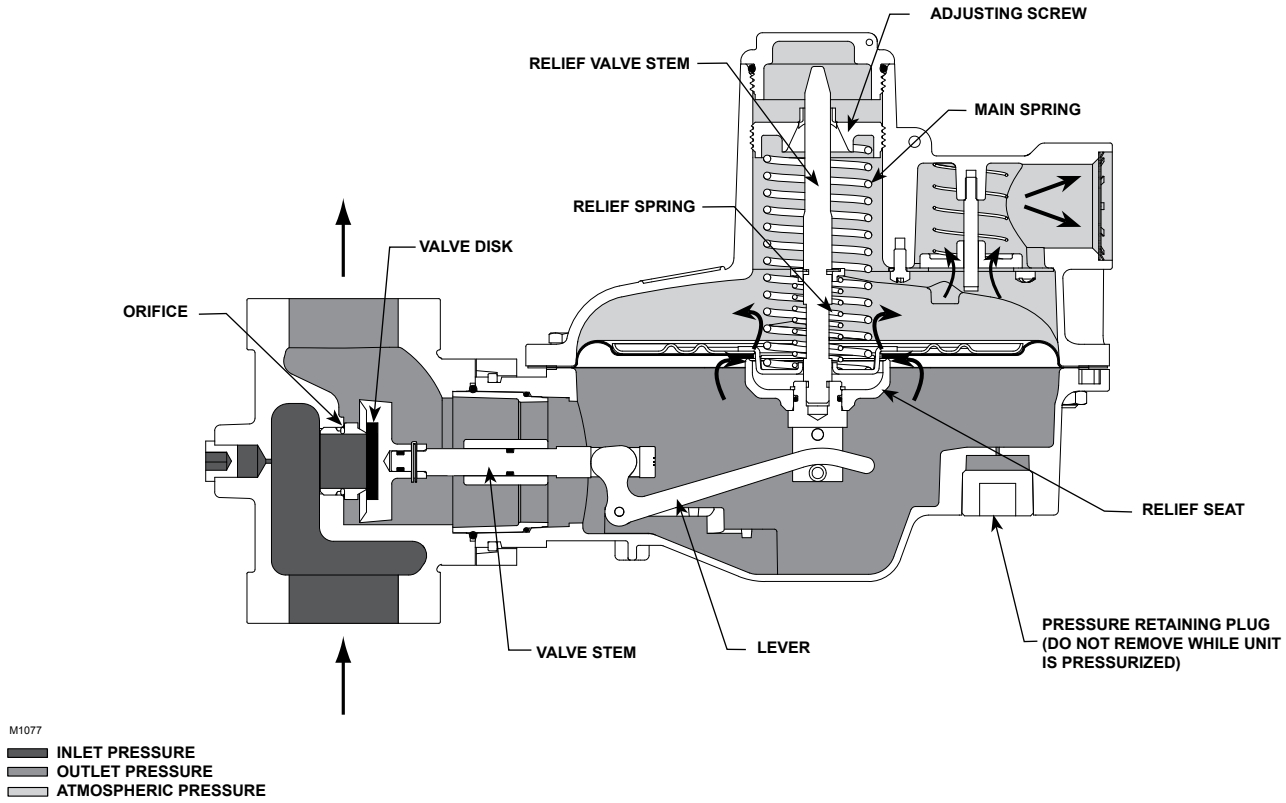 ADJUSTING SCREW
RELIEF VALVE STEM
MAIN SPRING
RELIEF SPRING
VALVE DISK
ORIFICE
RELIEF SEAT
PRESSURE RETAINING PLUG
(DO NOT REMOVE WHILE UNIT
IS PRESSURIZED)
LEVER
VALVE STEM
M1077
INLET PRESSURE
OUTLET PRESSURE
ATMOSPHERIC PRESSURE